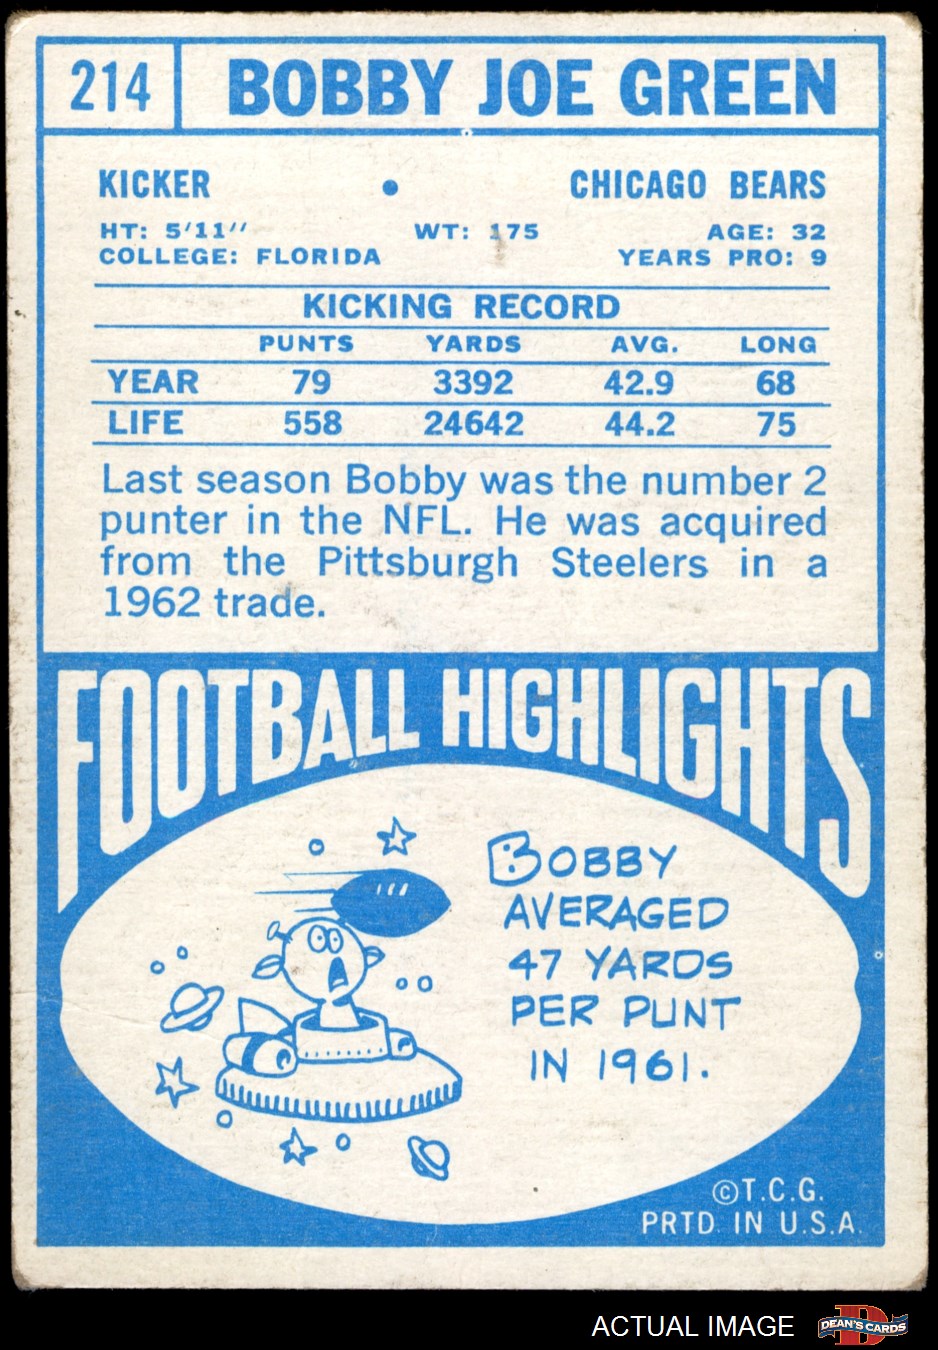 214 BOBBY JOE GREEN
KICKER • CHICAGO BEARS
HT: 5'11'' WT: 175 AGE: 32
COLLEGE: FLORIDA YEARS PRO: 9
KICKING RECORD
PUNTS YARDS AVG. LONG
YEAR 79 3392 42.9 68
LIFE 558 24642 44.2 75
Last season Bobby was the number 2
punter in the NFL. He was acquired
from the Pittsburgh Steelers in a
1962 trade.
FOOTBALL HIGHLIGHTS
BOBBY
AVERAGED
47 YARDS
PER PUNT
IN 1961.
©T.C.G.
PRTD. IN U.S.A.
ACTUAL IMAGE
D
DEAN'S CARDS